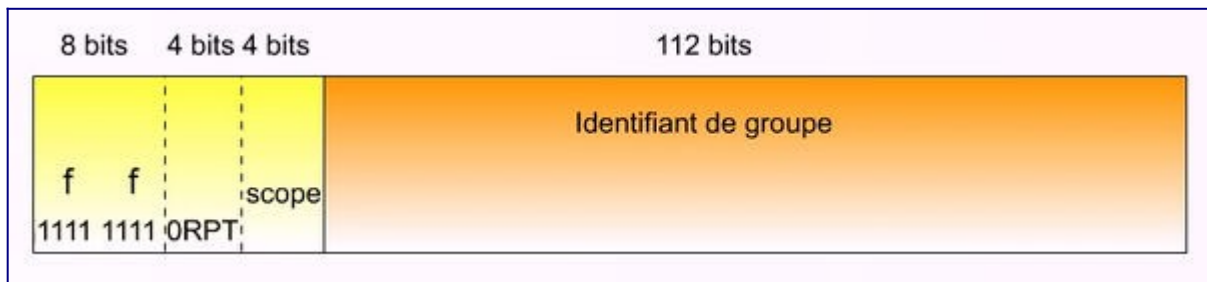 8 bits 4 bits 4 bits 112 bits
Identifiant de groupe
f f scope
1111 1111 0RPT